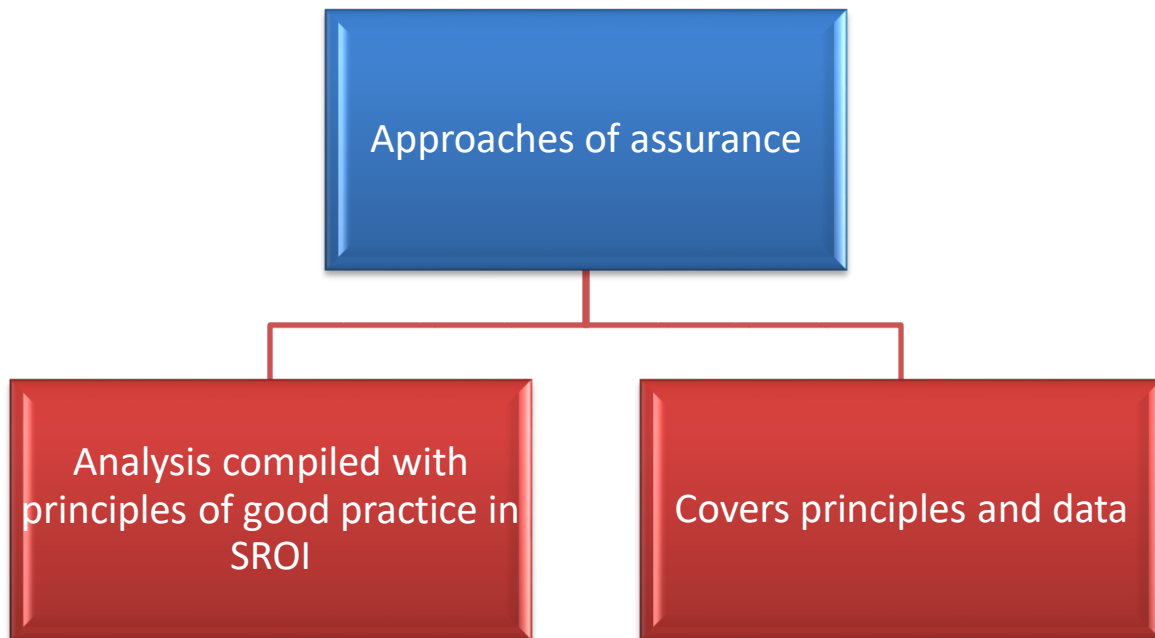 Approaches of assurance
Analysis compiled with
principles of good practice in
SROI
Covers principles and data